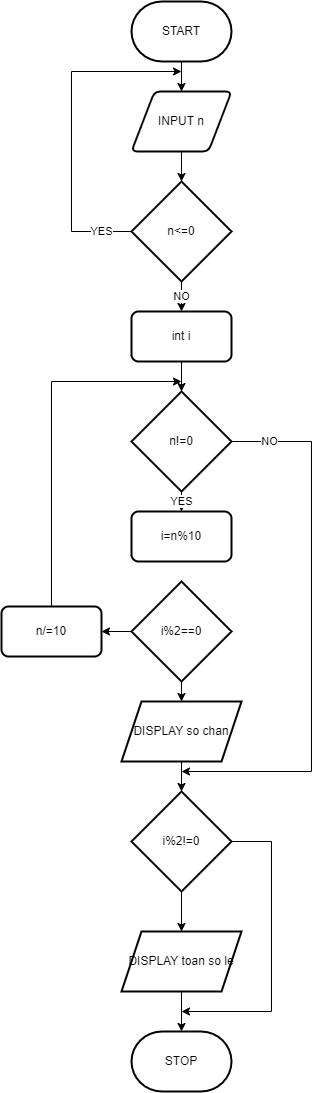 START
INPUT n
n<=0
YES
NO
int i
n!=0
NO
YES
i=n%10
i%2==0
n/=10
DISPLAY so chan
i%2!=0
DISPLAY toan so le
STOP